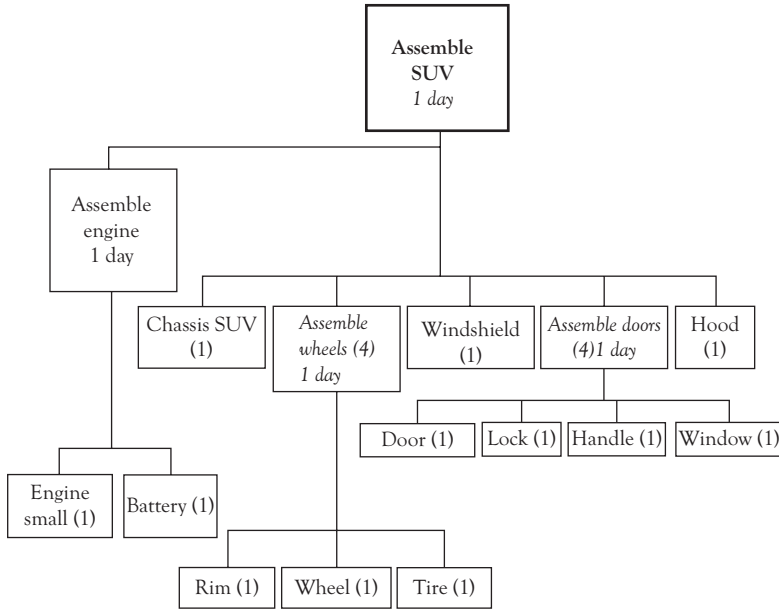 Assemble
SUV
1 day
Assemble
engine
1 day
Chassis SUV
(1)
Assemble
wheels (4)
1 day
Windshield
(1)
Assemble doors
(4)1 day
Hood
(1)
Door (1)
Lock (1)
Handle (1)
Window (1)
Engine
small (1)
Battery (1)
Rim (1)
Wheel (1)
Tire (1)